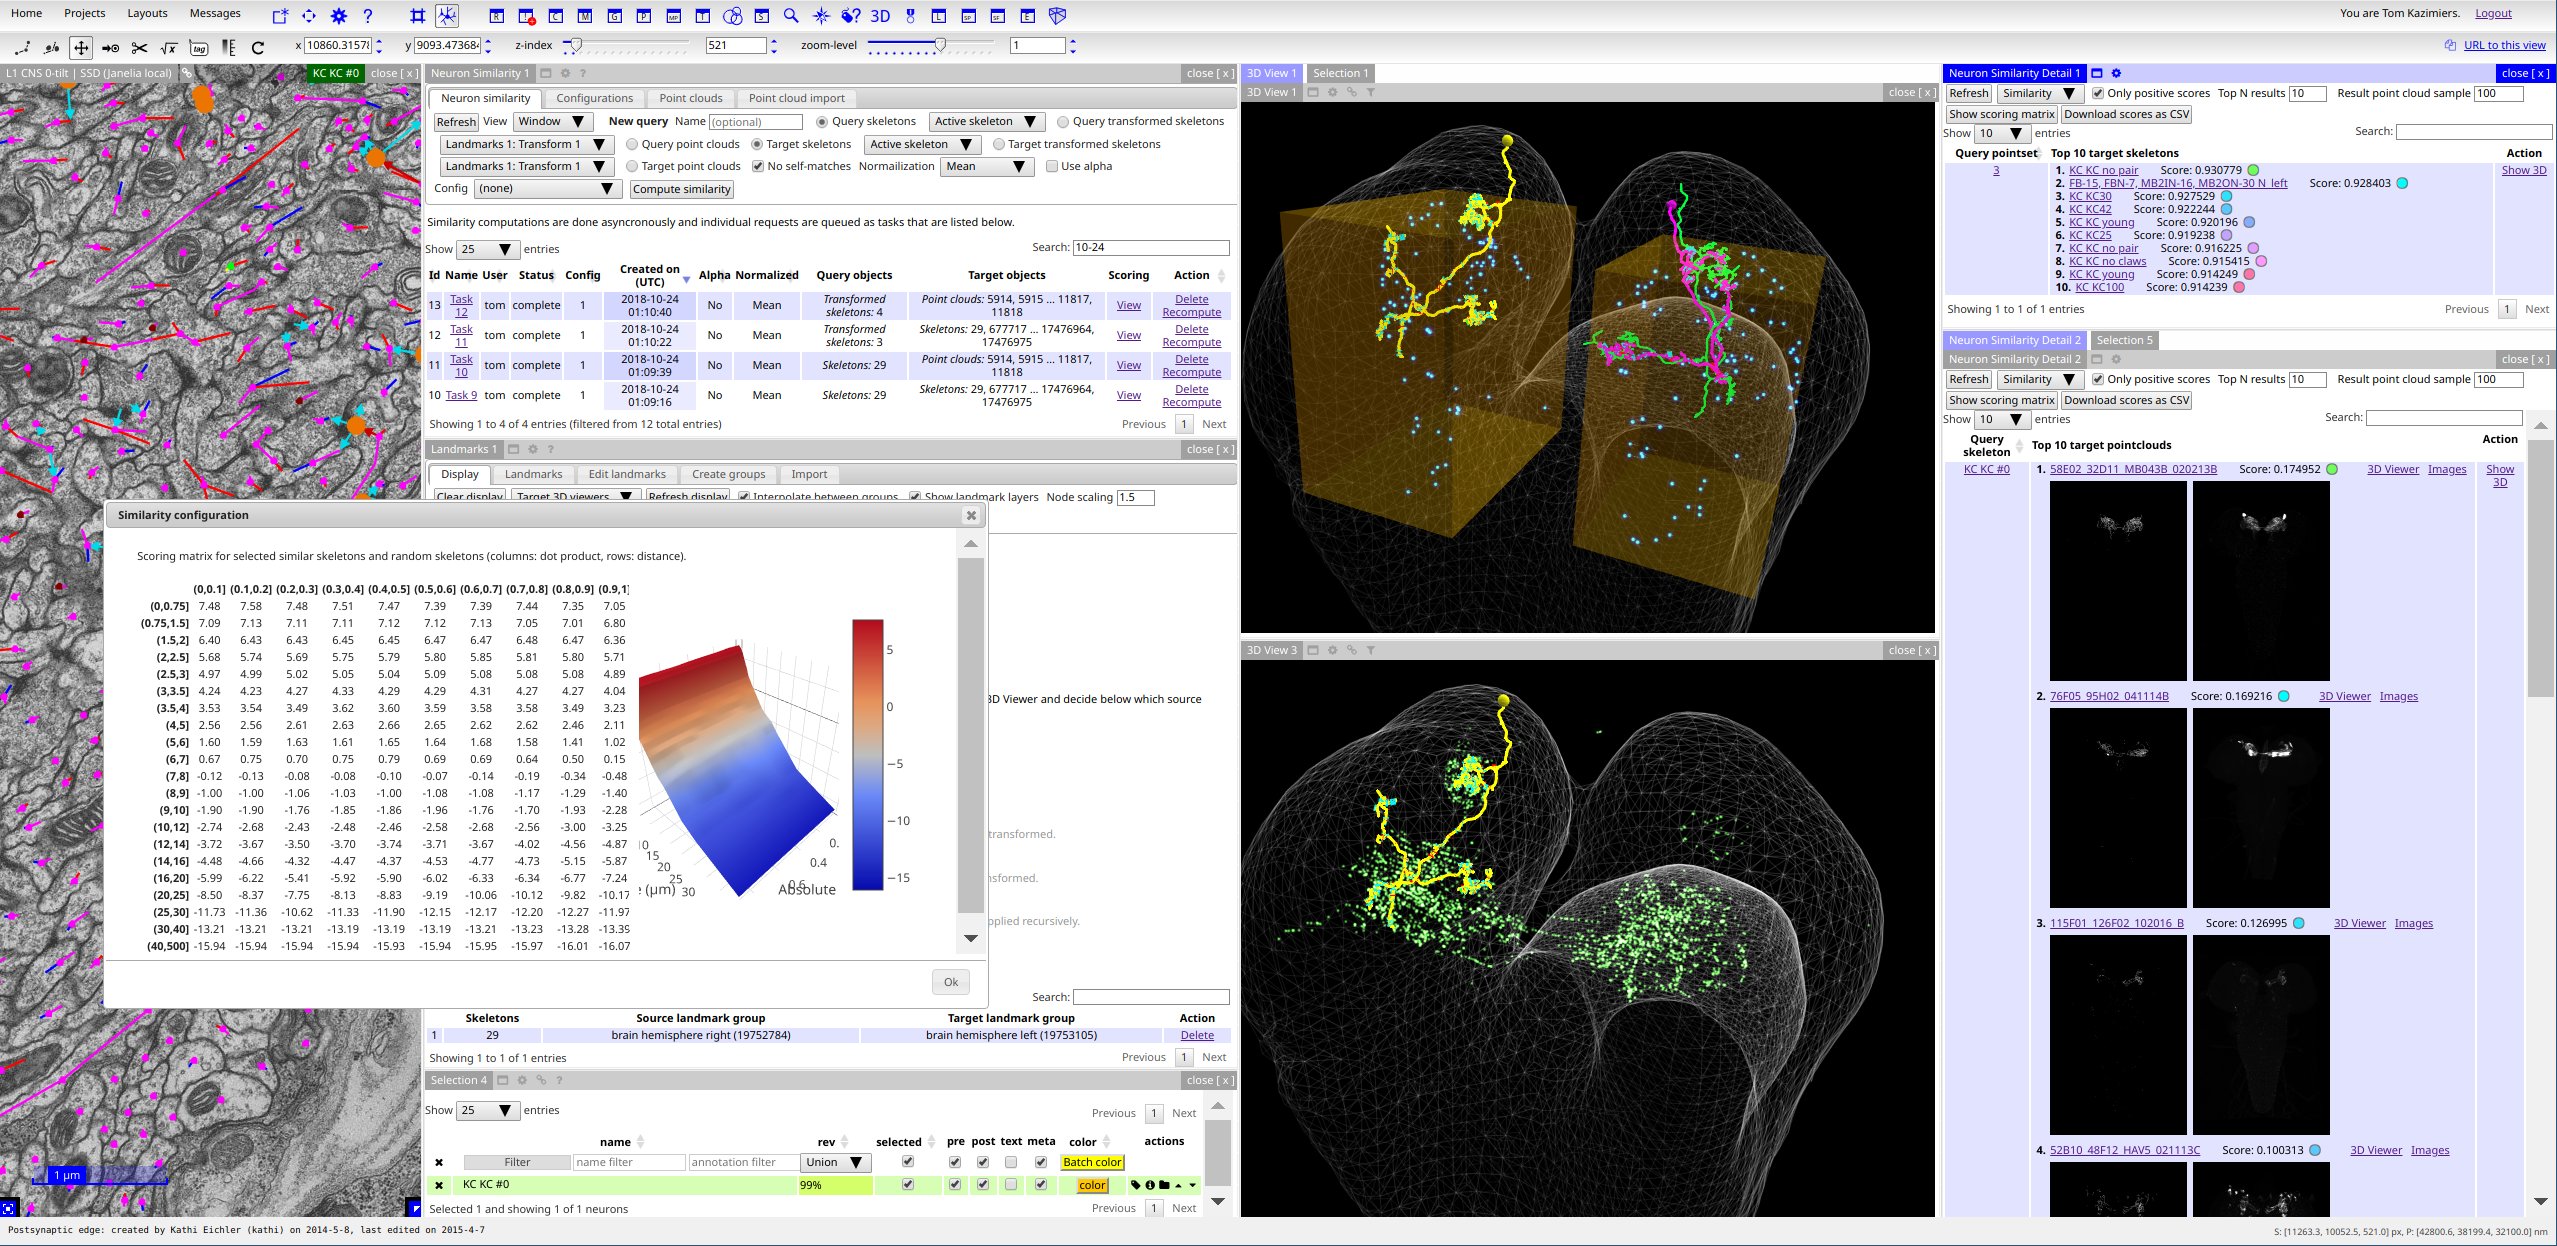 Home Projects Layouts Messages
You are Tom Kazimiers. Logout
x 10860.3157 y 9093.47368 z-index 521 zoom-level 1
URL to this view
L1 CNS 0-tilt | SSD (Janelia local) KC KC #0 close [ x ]
1 µm
Neuron Similarity 1 close [ x ]
Neuron similarity Configurations Point clouds Point cloud import
Refresh View Window New query Name (optional) Query skeletons Active skeleton Query transformed skeletons
Landmarks 1: Transform 1 Query point clouds Target skeletons Active skeleton Target transformed skeletons
Landmarks 1: Transform 1 Target point clouds No self-matches Normailization Mean Use alpha
Config (none) Compute similarity
Similarity computations are done asyncronously and individual requests are queued as tasks that are listed below.
Show 25 entries Search: 10-24
Id Name User Status Config Created on (UTC) Alpha Normalized Query objects Target objects Scoring Action
13 Task 12 tom complete 1 2018-10-24 01:10:40 No Mean Transformed skeletons: 4 Point clouds: 5914, 5915 ... 11817, 11818 View Delete Recompute
12 Task 11 tom complete 1 2018-10-24 01:10:22 No Mean Transformed skeletons: 3 Skeletons: 29, 677717 ... 17476964, 17476975 View Delete Recompute
11 Task 10 tom complete 1 2018-10-24 01:09:39 No Mean Skeletons: 29 Point clouds: 5914, 5915 ... 11817, 11818 View Delete Recompute
10 Task 9 tom complete 1 2018-10-24 01:09:16 No Mean Skeletons: 29 Skeletons: 29, 677717 ... 17476964, 17476975 View Delete Recompute
Showing 1 to 4 of 4 entries (filtered from 12 total entries) Previous 1 Next
Landmarks 1 close [ x ]
Display Landmarks Edit landmarks Create groups Import
Clear display Target 3D viewers Refresh display Interpolate between groups Show landmark layers Node scaling 1.5
Similarity configuration
Scoring matrix for selected similar skeletons and random skeletons (columns: dot product, rows: distance).
(0,0.1] (0.1,0.2] (0.2,0.3] (0.3,0.4] (0.4,0.5] (0.5,0.6] (0.6,0.7] (0.7,0.8] (0.8,0.9] (0.9,1]
(0,0.75] 7.48 7.58 7.48 7.51 7.47 7.39 7.39 7.44 7.35 7.05
(0.75,1.5] 7.09 7.13 7.11 7.11 7.12 7.12 7.13 7.05 7.01 6.80
(1.5,2] 6.40 6.43 6.43 6.45 6.45 6.47 6.47 6.48 6.47 6.36
(2,2.5] 5.68 5.74 5.69 5.75 5.79 5.80 5.85 5.81 5.80 5.71
(2.5,3] 4.97 4.99 5.02 5.05 5.04 5.09 5.08 5.08 5.08 4.89
(3,3.5] 4.24 4.23 4.27 4.33 4.29 4.29 4.31 4.27 4.27 4.04
(3.5,4] 3.53 3.54 3.49 3.62 3.60 3.59 3.58 3.58 3.49 3.23
(4,5] 2.56 2.56 2.61 2.63 2.66 2.65 2.62 2.62 2.46 2.11
(5,6] 1.60 1.59 1.63 1.61 1.65 1.64 1.68 1.58 1.41 1.02
(6,7] 0.67 0.75 0.70 0.75 0.79 0.69 0.69 0.64 0.50 0.15
(7,8] -0.12 -0.13 -0.08 -0.08 -0.10 -0.07 -0.14 -0.19 -0.34 -0.48
(8,9] -1.00 -1.00 -1.06 -1.03 -1.00 -1.08 -1.08 -1.17 -1.29 -1.40
(9,10] -1.90 -1.90 -1.76 -1.85 -1.86 -1.96 -1.76 -1.70 -1.93 -2.28
(10,12] -2.74 -2.68 -2.43 -2.48 -2.46 -2.58 -2.68 -2.56 -3.00 -3.25
(12,14] -3.72 -3.67 -3.50 -3.70 -3.74 -3.71 -3.67 -4.02 -4.56 -4.87
(14,16] -4.48 -4.66 -4.32 -4.47 -4.37 -4.53 -4.77 -4.73 -5.15 -5.87
(16,20] -5.99 -6.22 -5.41 -5.92 -5.90 -6.02 -6.33 -6.34 -6.77 -7.24
(20,25] -8.50 -8.37 -7.75 -8.13 -8.83 -9.19 -10.06 -10.12 -9.82 -10.17
(25,30] -11.73 -11.36 -10.62 -11.33 -11.90 -12.15 -12.17 -12.20 -12.27 -11.97
(30,40] -13.21 -13.21 -13.21 -13.19 -13.19 -13.19 -13.21 -13.23 -13.28 -13.39
(40,500] -15.94 -15.94 -15.94 -15.94 -15.93 -15.94 -15.95 -15.97 -16.01 -16.07
5
0
−5
−10
−15
15 20 25 30 (µm)
0.4 0.6 Absolute
Ok
3D Viewer and decide below which source
transformed.
Search:
Skeletons Source landmark group Target landmark group Action
1 29 brain hemisphere right (19752784) brain hemisphere left (19753105) Delete
Showing 1 to 1 of 1 entries Previous 1 Next
Selection 4 close [ x ]
Show 25 entries Previous 1 Next
name rev selected pre post text meta color actions
Filter name filter annotation filter Union Batch color
KC KC #0 99% color
Selected 1 and showing 1 of 1 neurons Previous 1 Next
3D View 1 Selection 1
3D View 1 close [ x ]
3D View 3 close [ x ]
Neuron Similarity Detail 1 close [ x ]
Refresh Similarity Only positive scores Top N results 10 Result point cloud sample 100
Show scoring matrix Download scores as CSV
Show 10 entries Search:
Query pointset Top 10 target skeletons Action
3 1. KC KC no pair Score: 0.930779 Show 3D
2. FB-15, FBN-7, MB2IN-16, MB2ON-30 N_left Score: 0.928403
3. KC KC30 Score: 0.927529
4. KC KC42 Score: 0.922244
5. KC KC young Score: 0.920196
6. KC KC25 Score: 0.919238
7. KC KC no pair Score: 0.916225
8. KC KC no claws Score: 0.915415
9. KC KC young Score: 0.914249
10. KC KC100 Score: 0.914239
Showing 1 to 1 of 1 entries Previous 1 Next
Neuron Similarity Detail 2 Selection 5
Neuron Similarity Detail 2 close [ x ]
Refresh Similarity Only positive scores Top N results 10 Result point cloud sample 100
Show scoring matrix Download scores as CSV
Show 10 entries Search:
Query skeleton Top 10 target pointclouds Action
KC KC #0 1. 58E02_32D11_MB043B_020213B Score: 0.174952 3D Viewer Images Show 3D
2. 76F05_95H02_041114B Score: 0.169216 3D Viewer Images
3. 115F01_126F02_102016_B Score: 0.126995 3D Viewer Images
4. 52B10_48F12_HAV5_021113C Score: 0.100313 3D Viewer Images
Postsynaptic edge: created by Kathi Eichler (kathi) on 2014-5-8, last edited on 2015-4-7
S: [11263.3, 10052.5, 521.0] px, P: [42800.6, 38199.4, 32100.0] nm